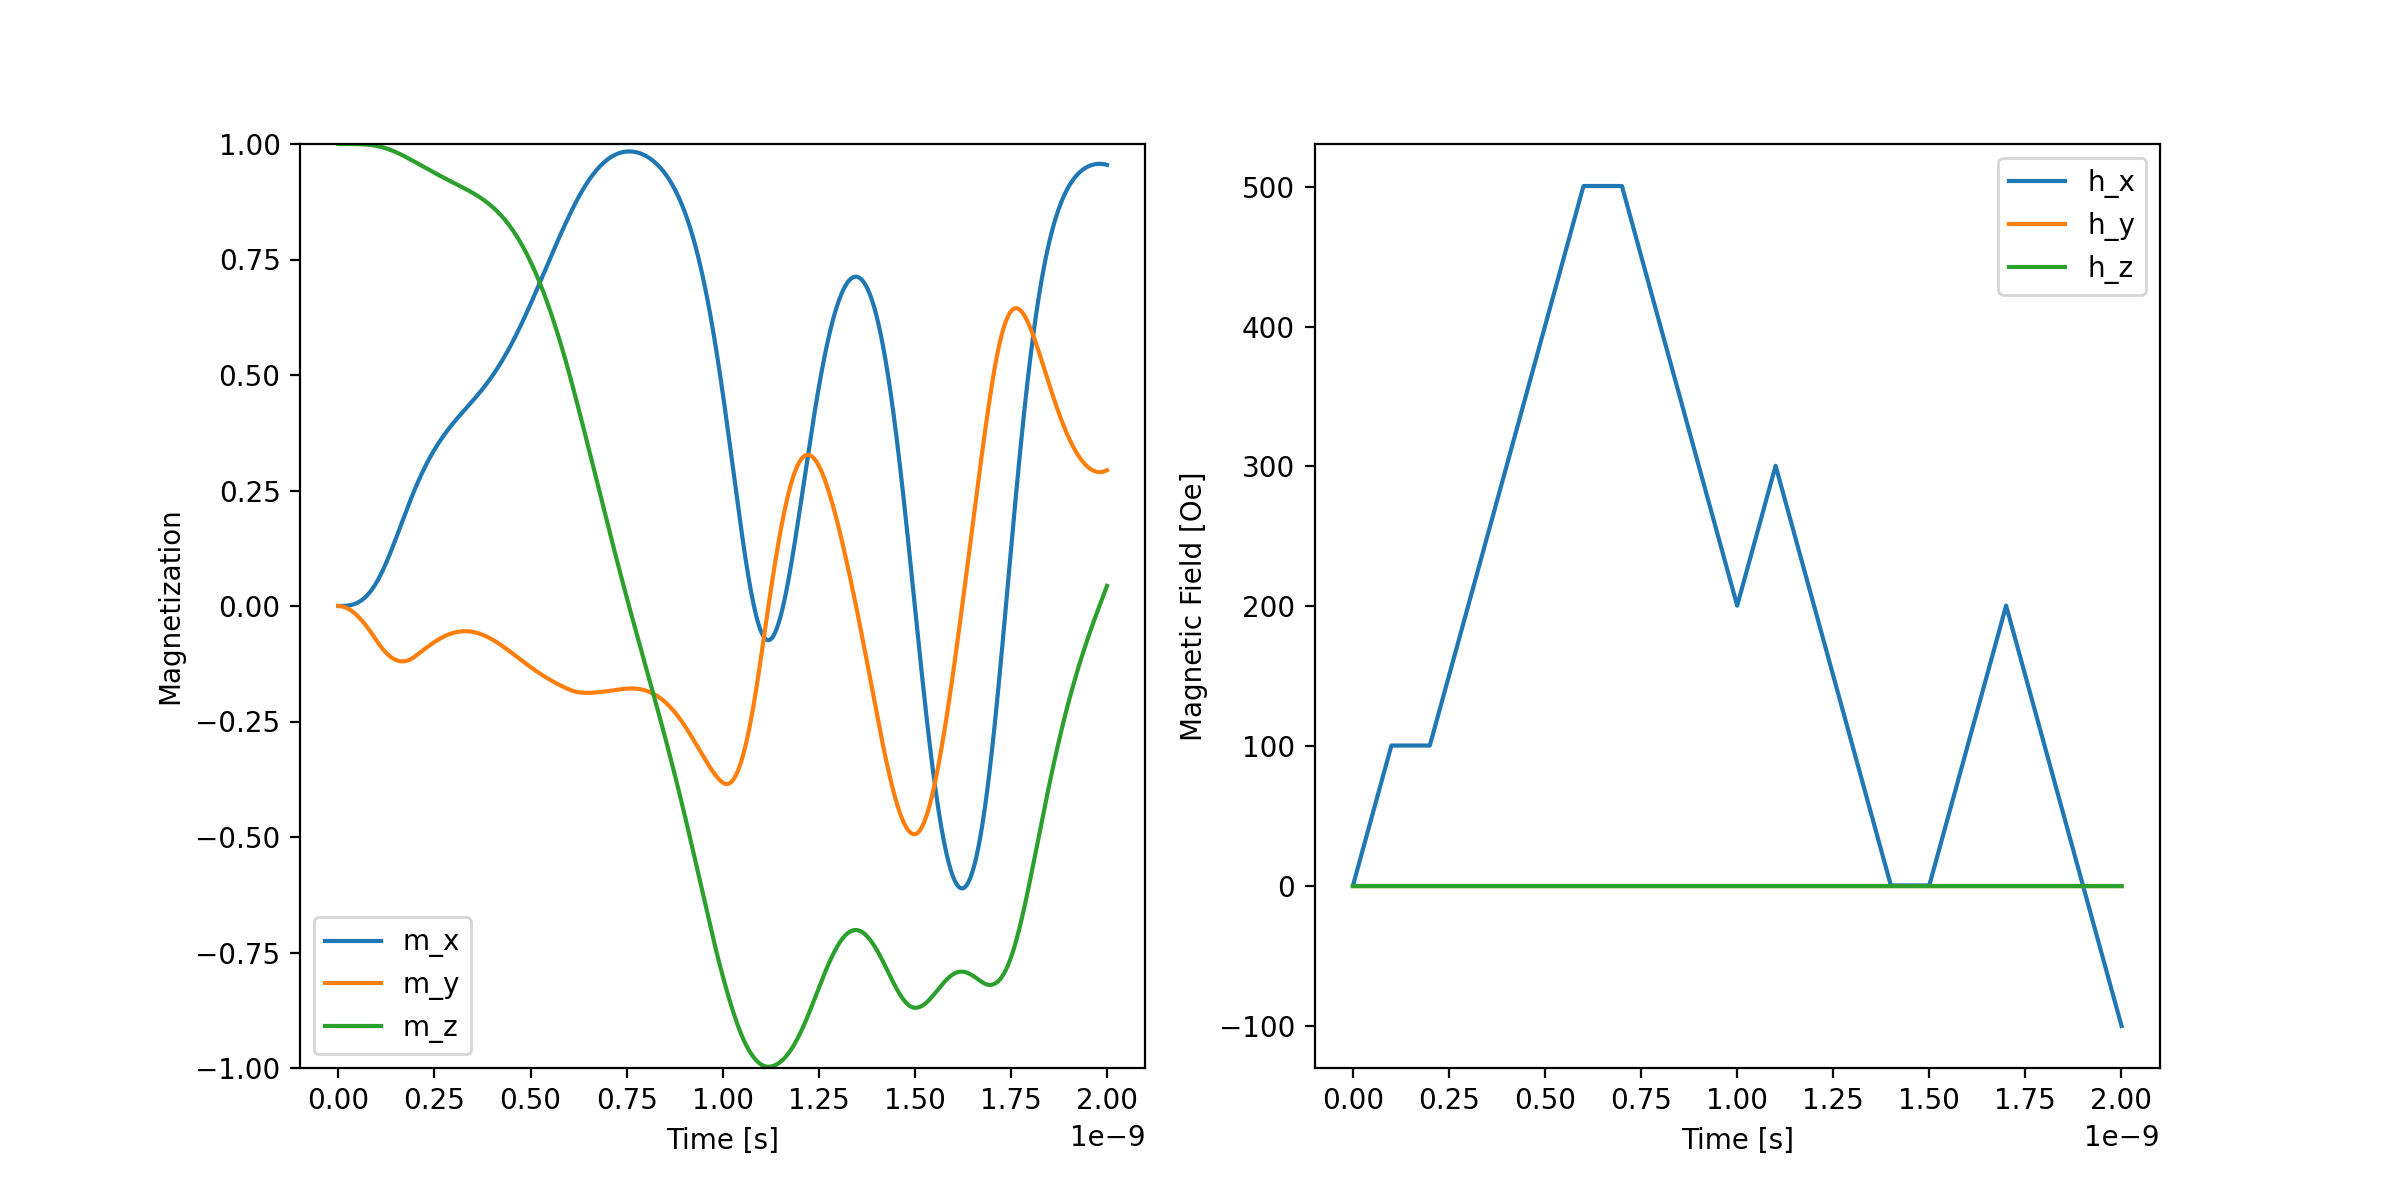 1.00
0.75
0.50
0.25
0.00
−0.25
−0.50
−0.75
−1.00
Magnetization
m_x
m_y
m_z
0.00 0.25 0.50 0.75 1.00 1.25 1.50 1.75 2.00
Time [s]
1e−9
500
400
300
200
100
0
−100
Magnetic Field [Oe]
h_x
h_y
h_z
0.00 0.25 0.50 0.75 1.00 1.25 1.50 1.75 2.00
Time [s]
1e−9